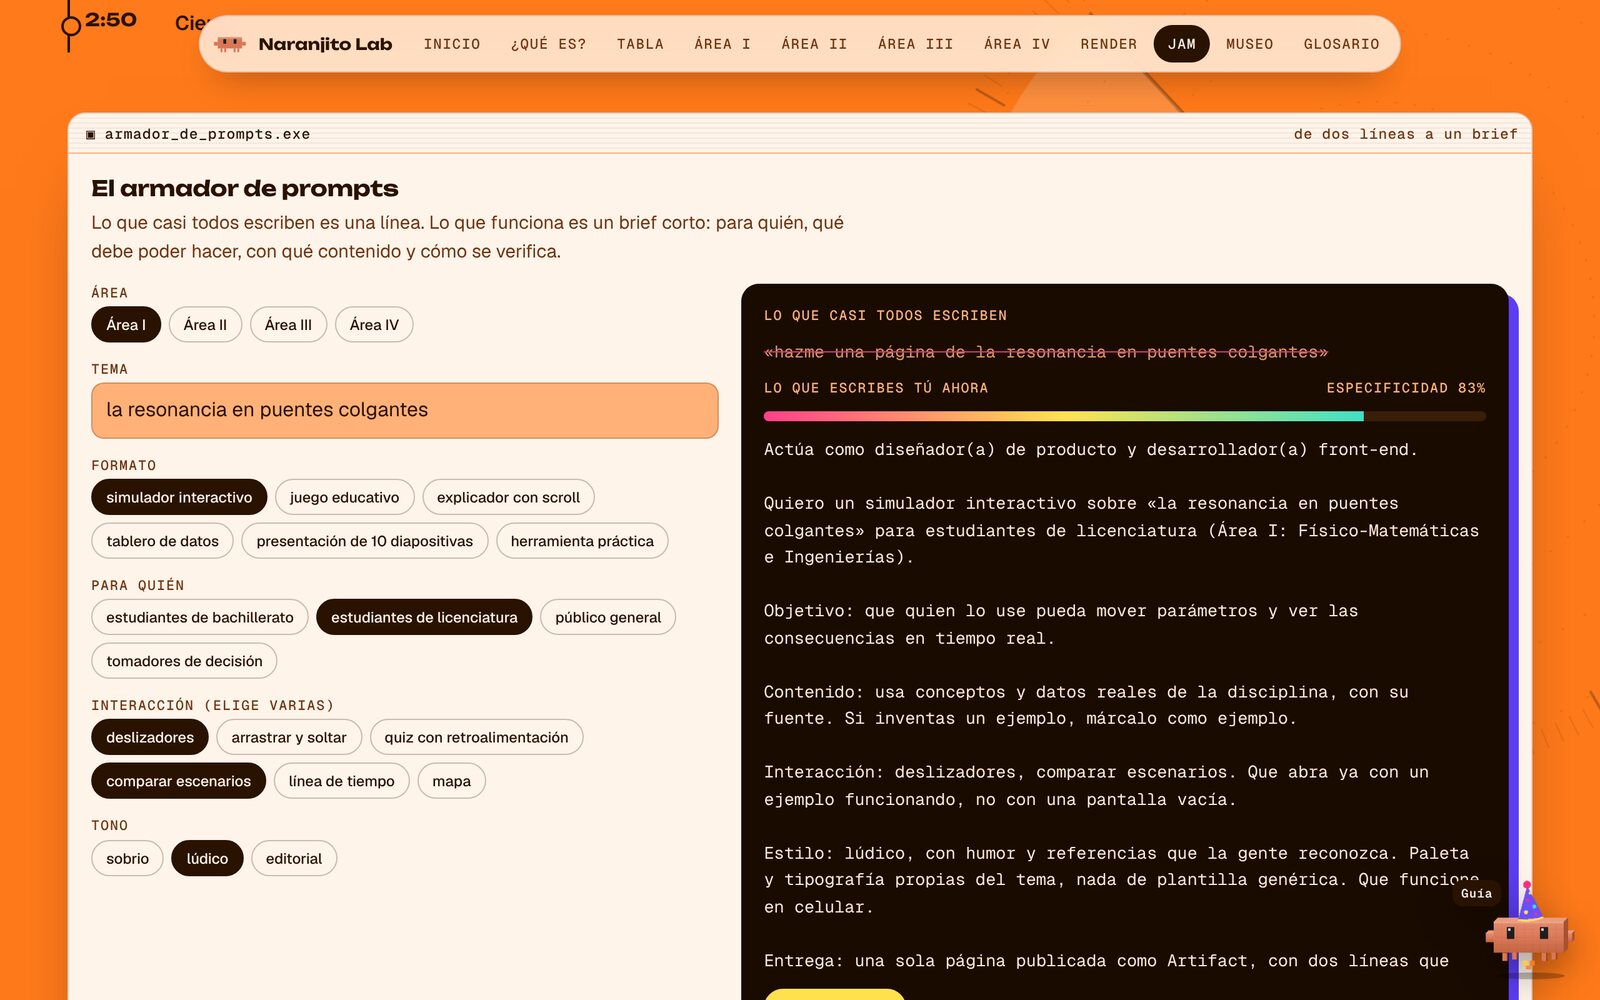 2:50
Naranjito Lab
INICIO
¿QUÉ ES?
TABLA
ÁREA I
ÁREA II
ÁREA III
ÁREA IV
RENDER
JAM
MUSEO
GLOSARIO
armador_de_prompts.exe
de dos líneas a un brief
El armador de prompts
Lo que casi todos escriben es una línea. Lo que funciona es un brief corto: para quién, qué
debe poder hacer, con qué contenido y cómo se verifica.
ÁREA
Área I
Área II
Área III
Área IV
TEMA
la resonancia en puentes colgantes
FORMATO
simulador interactivo
juego educativo
explicador con scroll
tablero de datos
presentación de 10 diapositivas
herramienta práctica
PARA QUIÉN
estudiantes de bachillerato
estudiantes de licenciatura
público general
tomadores de decisión
INTERACCIÓN (ELIGE VARIAS)
deslizadores
arrastrar y soltar
quiz con retroalimentación
comparar escenarios
línea de tiempo
mapa
TONO
sobrio
lúdico
editorial
LO QUE CASI TODOS ESCRIBEN
«hazme una página de la resonancia en puentes colgantes»
LO QUE ESCRIBES TÚ AHORA
ESPECIFICIDAD 83%
Actúa como diseñador(a) de producto y desarrollador(a) front-end.
Quiero un simulador interactivo sobre «la resonancia en puentes
colgantes» para estudiantes de licenciatura (Área I: Físico-Matemáticas
e Ingenierías).
Objetivo: que quien lo use pueda mover parámetros y ver las
consecuencias en tiempo real.
Contenido: usa conceptos y datos reales de la disciplina, con su
fuente. Si inventas un ejemplo, márcalo como ejemplo.
Interacción: deslizadores, comparar escenarios. Que abra ya con un
ejemplo funcionando, no con una pantalla vacía.
Estilo: lúdico, con humor y referencias que la gente reconozca. Paleta
y tipografía propias del tema, nada de plantilla genérica. Que funcione
en celular.
Entrega: una sola página publicada como Artifact, con dos líneas que
Guía